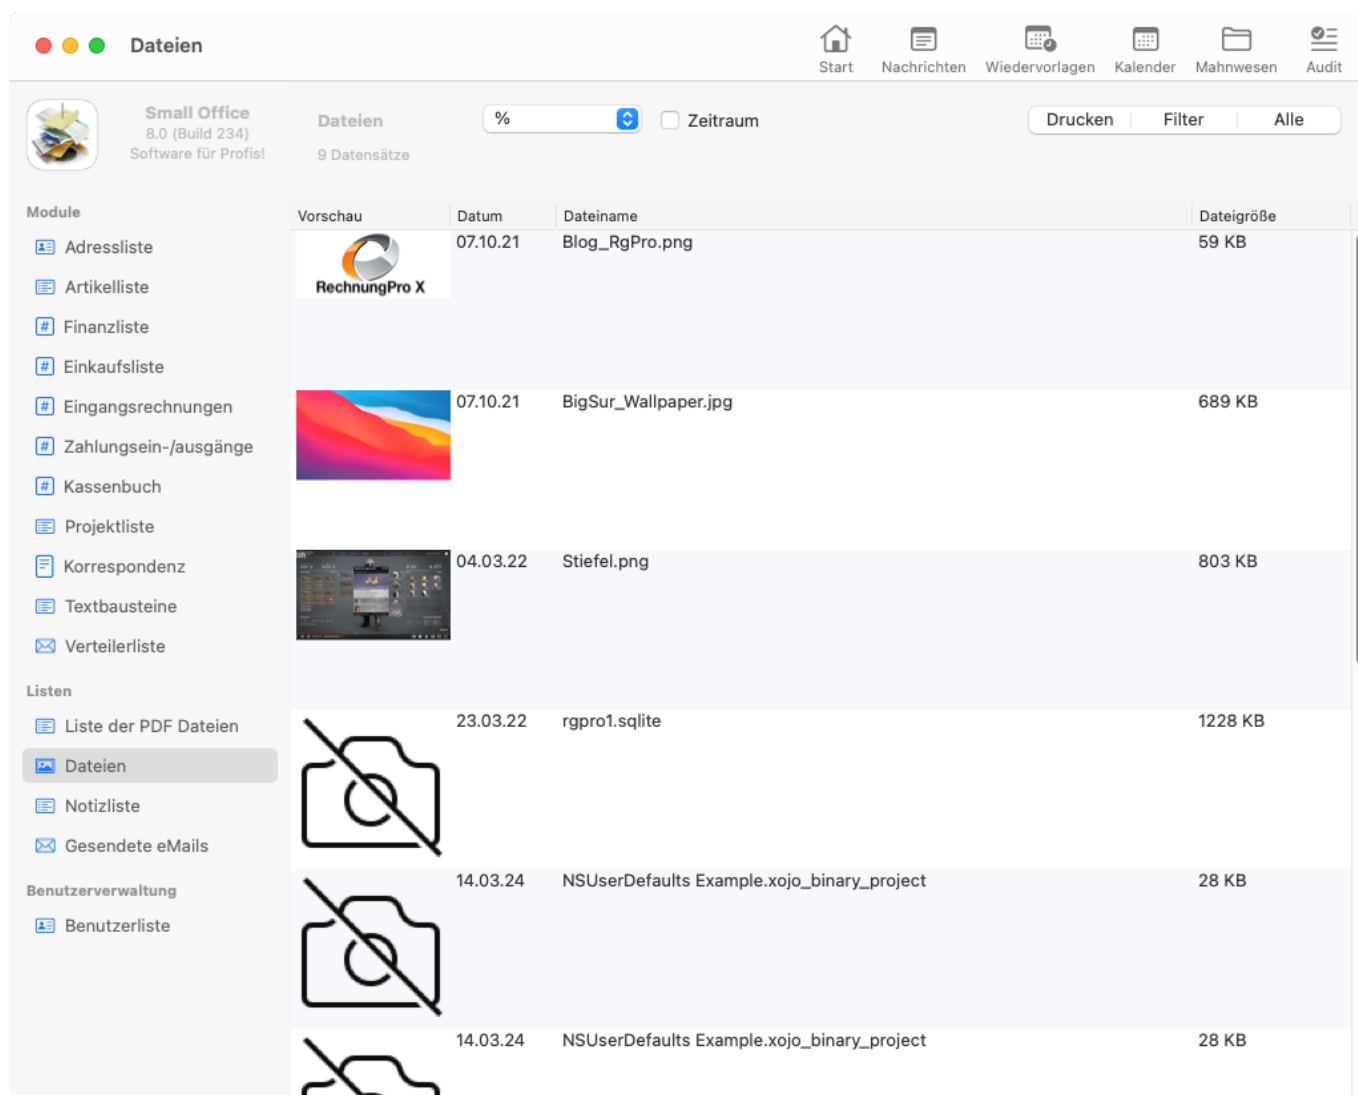 Dateien
Start
Nachrichten
Wiedervorlagen
Kalender
Mahnwesen
Audit
Small Office
8.0 (Build 234)
Software für Profis!
Dateien
9 Datensätze
%
Zeitraum
Drucken
Filter
Alle
Module
Adressliste
Artikelliste
Finanzliste
Einkaufsliste
Eingangsrechnungen
Zahlungsein-/ausgänge
Kassenbuch
Projektliste
Korrespondenz
Textbausteine
Verteilerliste
Listen
Liste der PDF Dateien
Dateien
Notizliste
Gesendete eMails
Benutzerverwaltung
Benutzerliste
Vorschau Datum Dateiname Dateigröße
RechnungPro X
07.10.21 Blog_RgPro.png 59 KB
07.10.21 BigSur_Wallpaper.jpg 689 KB
04.03.22 Stiefel.png 803 KB
23.03.22 rgpro1.sqlite 1228 KB
14.03.24 NSUserDefaults Example.xojo_binary_project 28 KB
14.03.24 NSUserDefaults Example.xojo_binary_project 28 KB